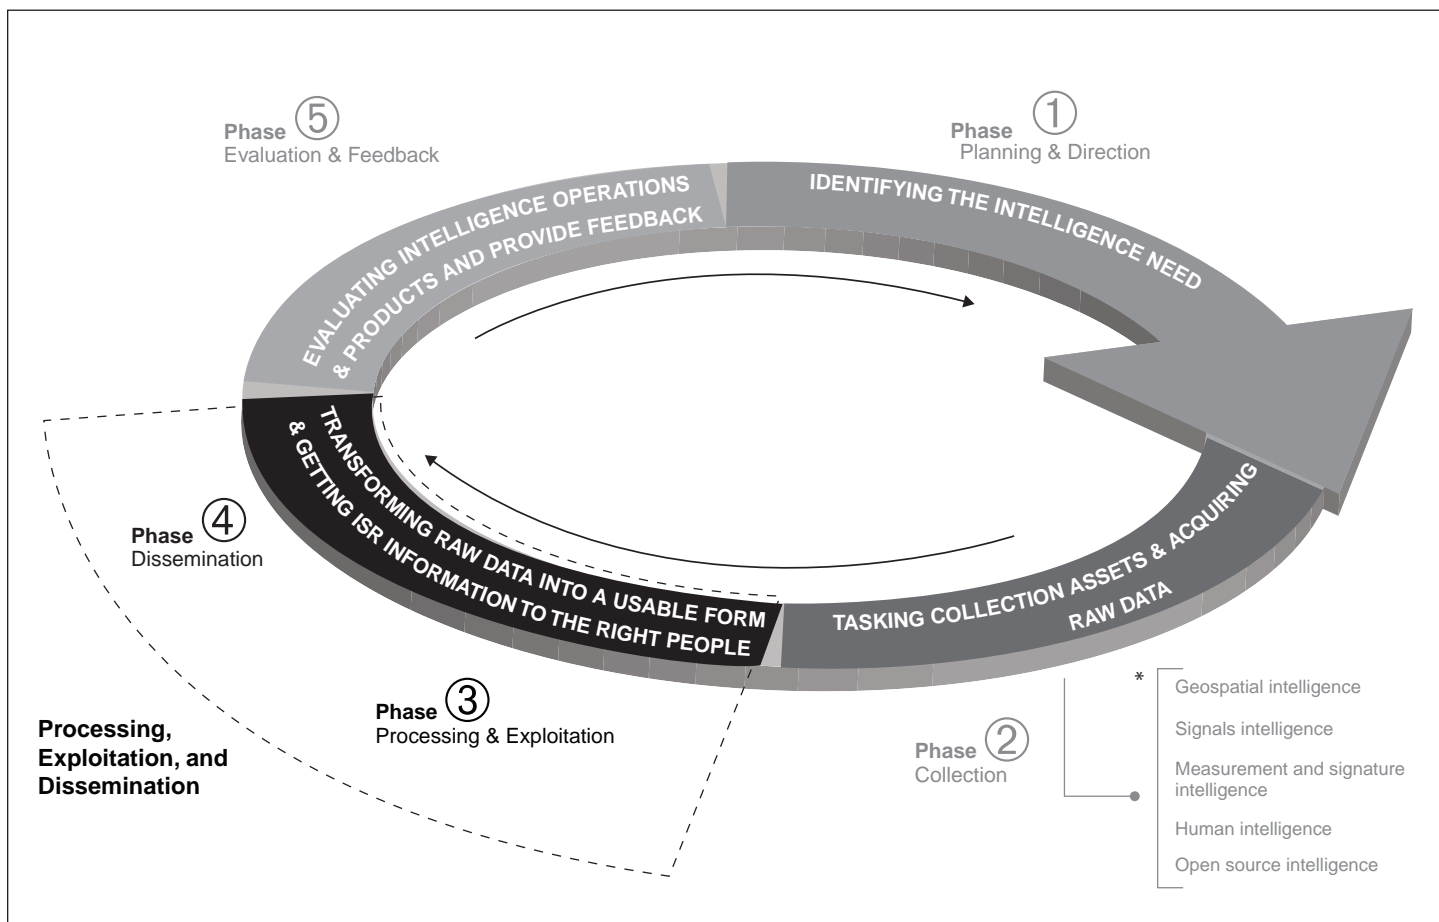 Phase ⑤
Evaluation & Feedback
Phase ①
Planning & Direction
EVALUATING INTELLIGENCE OPERATIONS
& PRODUCTS AND PROVIDE FEEDBACK
IDENTIFYING THE INTELLIGENCE NEED
TRANSFORMING RAW DATA INTO A USABLE FORM
& GETTING ISR INFORMATION TO THE RIGHT PEOPLE
TASKING COLLECTION ASSETS & ACQUIRING
RAW DATA
Phase ④
Dissemination
Phase ③
Processing & Exploitation
Processing,
Exploitation, and
Dissemination
Phase ②
Collection
*
Geospatial intelligence
Signals intelligence
Measurement and signature
intelligence
Human intelligence
Open source intelligence